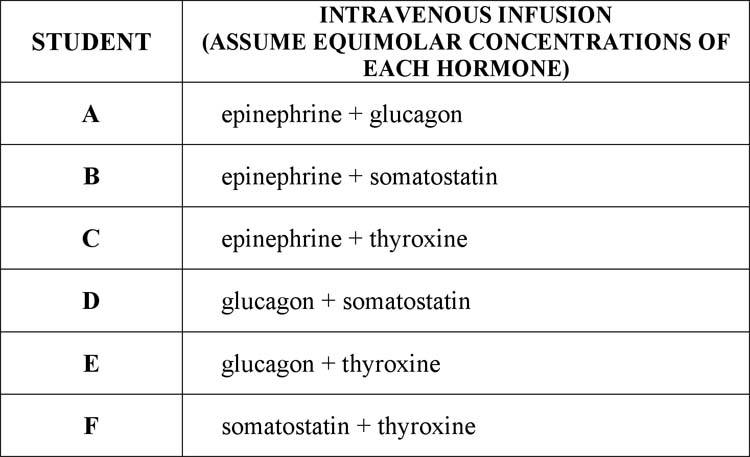 STUDENT
INTRAVENOUS INFUSION
(ASSUME EQUIMOLAR CONCENTRATIONS OF
EACH HORMONE)
A
epinephrine + glucagon
B
epinephrine + somatostatin
C
epinephrine + thyroxine
D
glucagon + somatostatin
E
glucagon + thyroxine
F
somatostatin + thyroxine